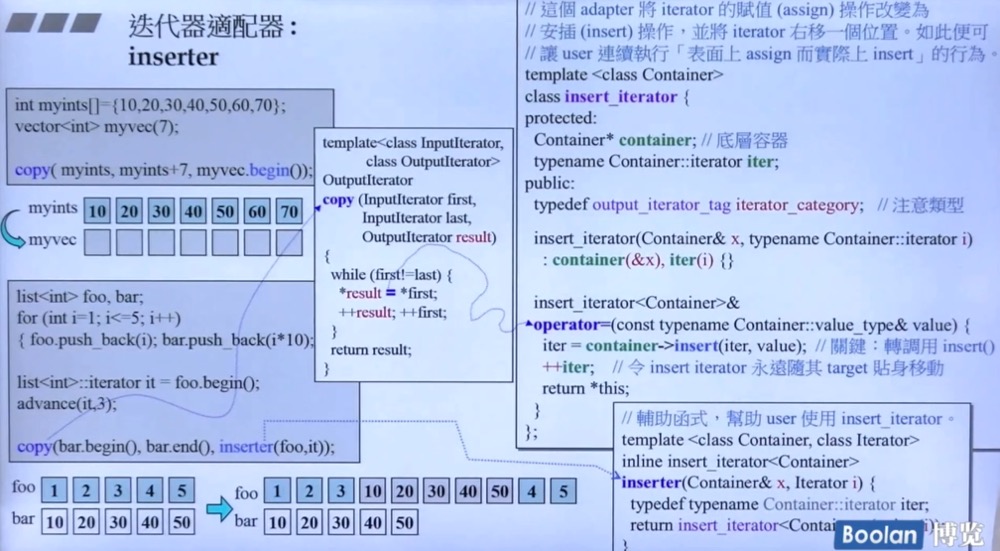 迭代器適配器：
inserter
int myints[]={10,20,30,40,50,60,70};
vector<int> myvec(7);
copy( myints, myints+7, myvec.begin());
myints 10 20 30 40 50 60 70
myvec
list<int> foo, bar;
for (int i=1; i<=5; i++)
{ foo.push_back(i); bar.push_back(i*10);
list<int>::iterator it = foo.begin();
advance(it,3);
copy(bar.begin(), bar.end(), inserter(foo,it));
foo 1 2 3 4 5
bar 10 20 30 40 50
foo 1 2 3 10 20 30 40 50 4 5
bar 10 20 30 40 50
template<class InputIterator,
class OutputIterator>
OutputIterator
copy (InputIterator first,
InputIterator last,
OutputIterator result)
{
while (first!=last) {
*result = *first;
++result; ++first;
}
return result;
}
// 這個 adapter 將 iterator 的賦值 (assign) 操作改變為
// 安插 (insert) 操作，並將 iterator 右移一個位置。如此便可
// 讓 user 連續執行「表面上 assign 而實際上 insert」的行為。
template <class Container>
class insert_iterator {
protected:
Container* container; // 底層容器
typename Container::iterator iter;
public:
typedef output_iterator_tag iterator_category; // 注意類型
insert_iterator(Container& x, typename Container::iterator i)
: container(&x), iter(i) {}
insert_iterator<Container>&
operator=(const typename Container::value_type& value) {
iter = container->insert(iter, value); // 關鍵：轉調用 insert()
++iter; // 令 insert iterator 永遠隨其 target 貼身移動
return *this;
}
};
// 輔助函式，幫助 user 使用 insert_iterator。
template <class Container, class Iterator>
inline insert_iterator<Container>
inserter(Container& x, Iterator i) {
typedef typename Container::iterator iter;
return insert_iterator<Contai
}
Boolan 博览